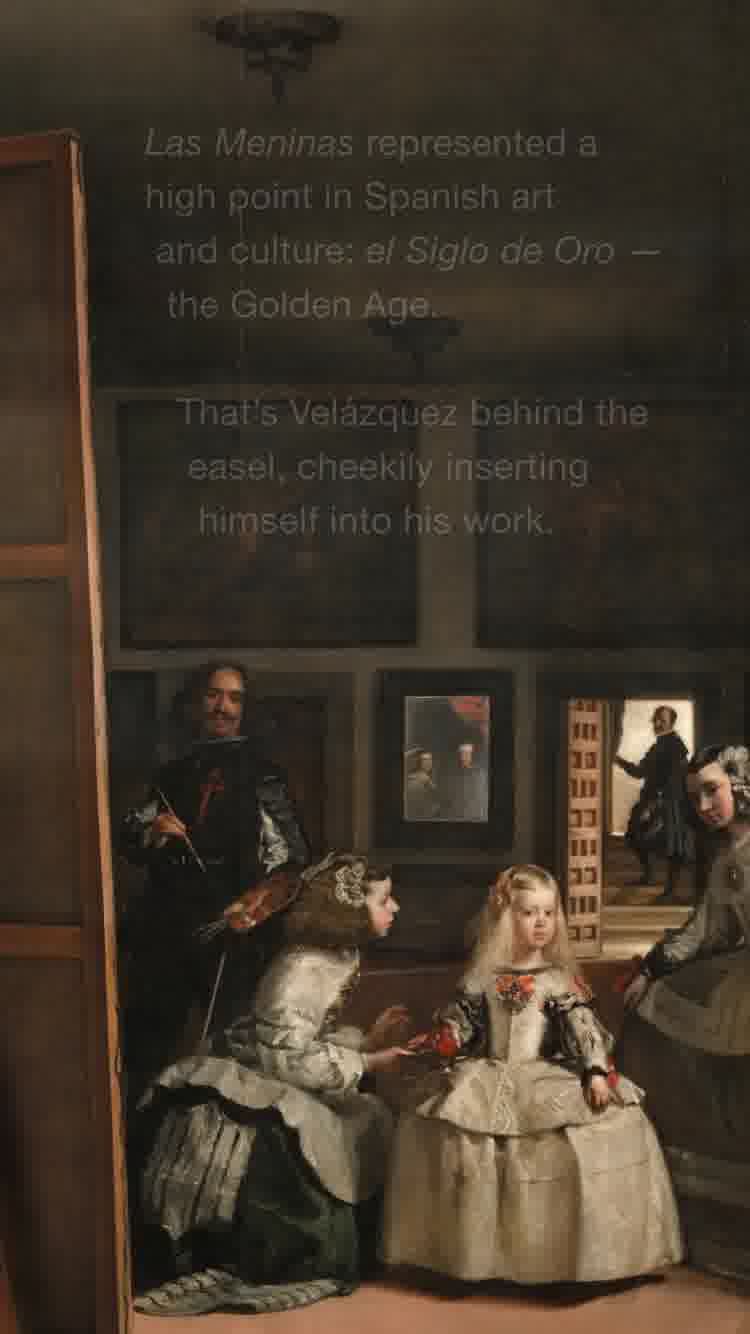 Las Meninas represented a
high point in Spanish art
and culture: el Siglo de Oro —
the Golden Age.
That's Velázquez behind the
easel, cheekily inserting
himself into his work.